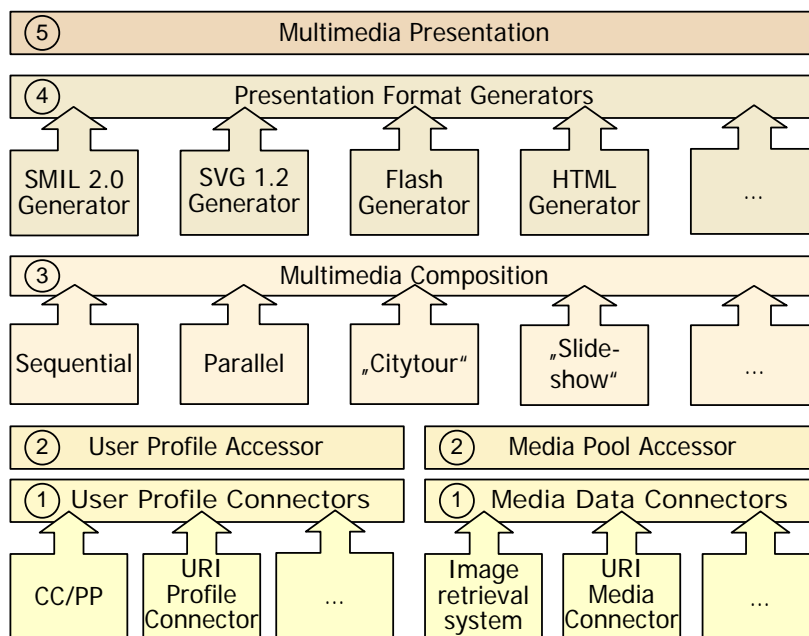 5 Multimedia Presentation
4 Presentation Format Generators
SMIL 2.0
Generator
SVG 1.2
Generator
Flash
Generator
HTML
Generator
...
3 Multimedia Composition
Sequential
Parallel
„Citytour“
„Slide-
show“
...
2 User Profile Accessor
2 Media Pool Accessor
1 User Profile Connectors
1 Media Data Connectors
CC/PP
URI
Profile
Connector
...
Image
retrieval
system
URI
Media
Connector
...